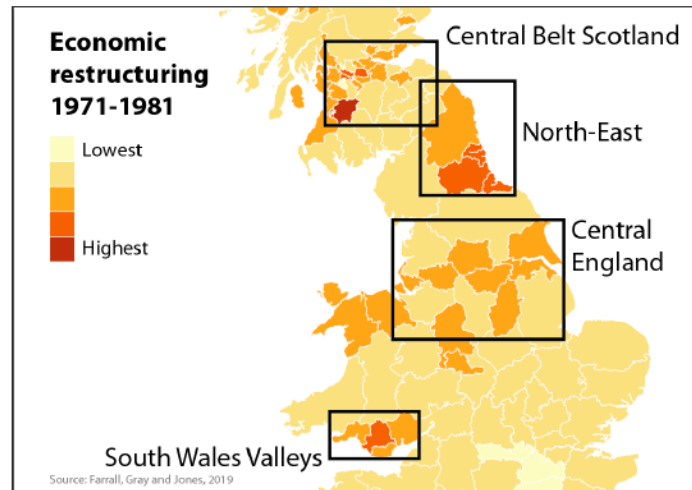 Economic
restructuring
1971-1981
Lowest
Highest
Central Belt Scotland
North-East
Central
England
South Wales Valleys
Source: Farrall, Gray and Jones, 2019